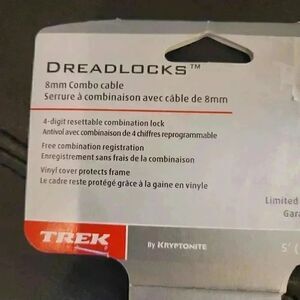 DREADLOCKS™
8mm Combo cable
Serrure à combinaison avec câble de 8mm
4-digit resettable combination lock
Antivol avec combinaison de 4 chiffres reprogrammable
Free combination registration
Enregistrement sans frais de la combinaison
Vinyl cover protects frame
Le cadre reste protégé grâce à la gaine en vinyle
Limited
Gara
TREK
By KRYPTONITE
5' (